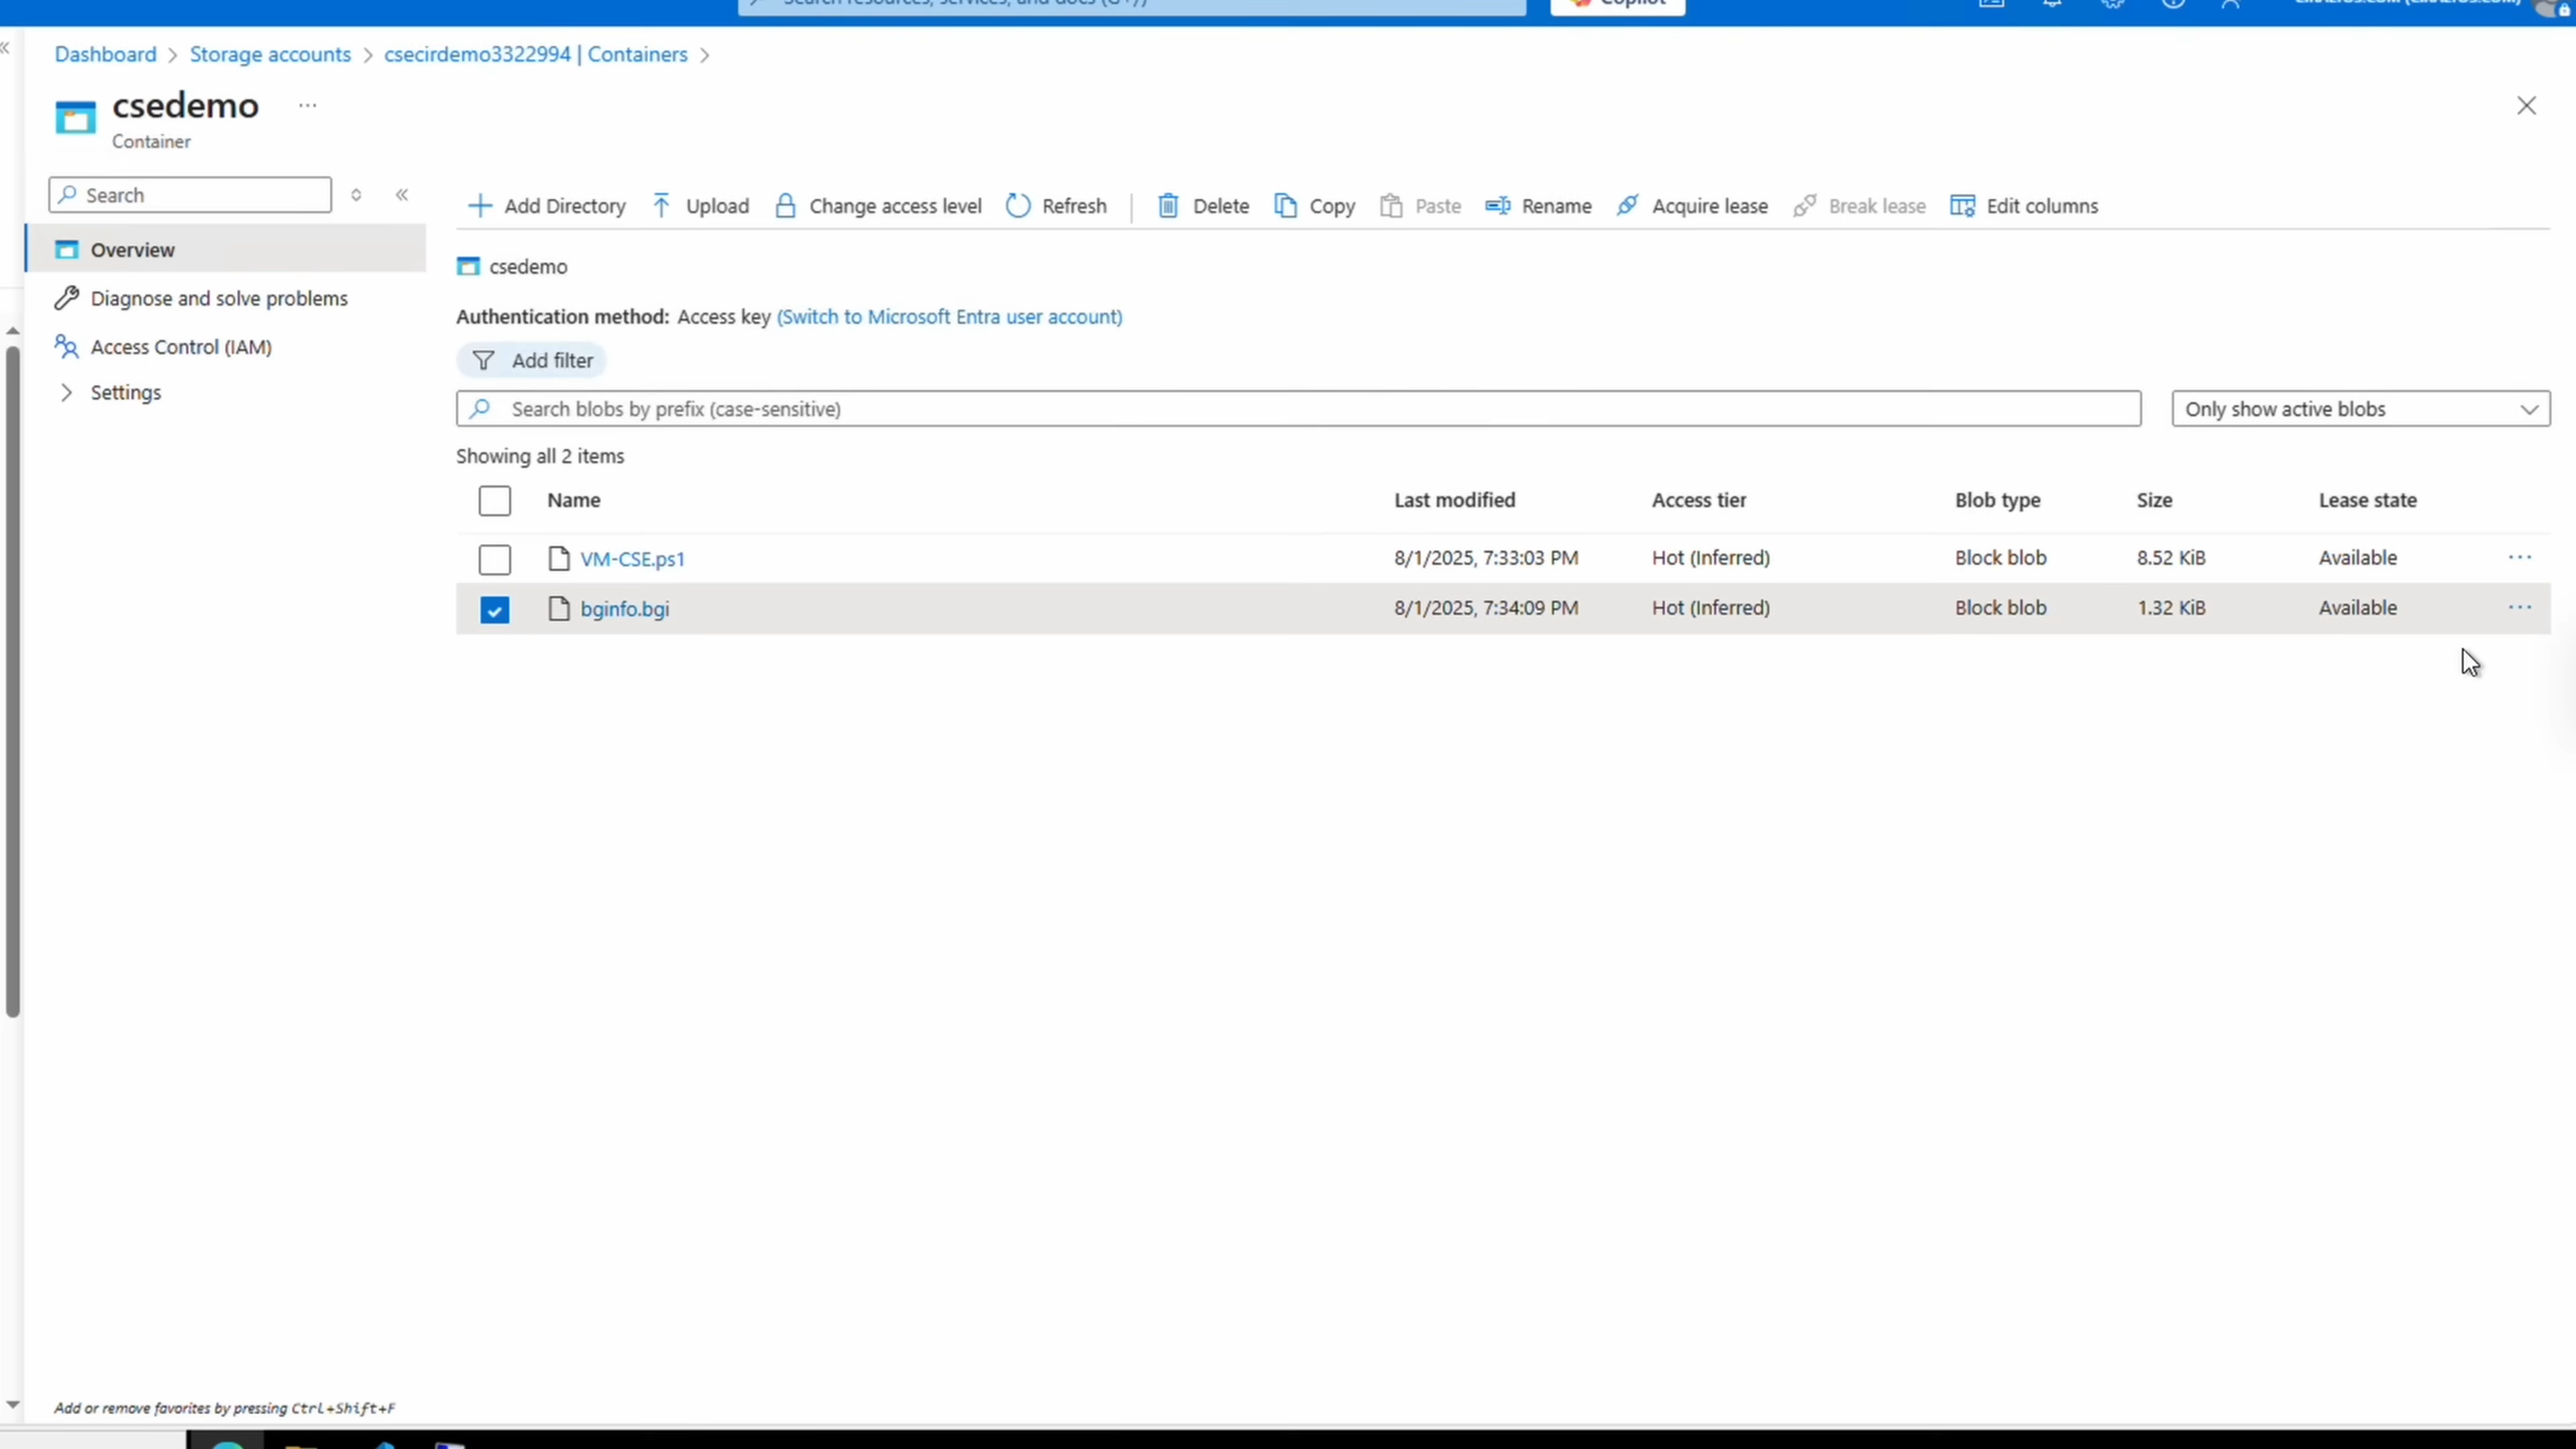 Search resources, services, and docs (G+/)
Copilot
Dashboard > Storage accounts > csecirdemo3322994 | Containers >
csedemo ...
Container
Search
Add Directory Upload Change access level Refresh Delete Copy Paste Rename Acquire lease Break lease Edit columns
Overview
Diagnose and solve problems
Access Control (IAM)
Settings
csedemo
Authentication method: Access key (Switch to Microsoft Entra user account)
Add filter
Search blobs by prefix (case-sensitive)
Only show active blobs
Showing all 2 items
Name Last modified Access tier Blob type Size Lease state
VM-CSE.ps1 8/1/2025, 7:33:03 PM Hot (Inferred) Block blob 8.52 KiB Available ...
bginfo.bgi 8/1/2025, 7:34:09 PM Hot (Inferred) Block blob 1.32 KiB Available ...
Add or remove favorites by pressing Ctrl+Shift+F